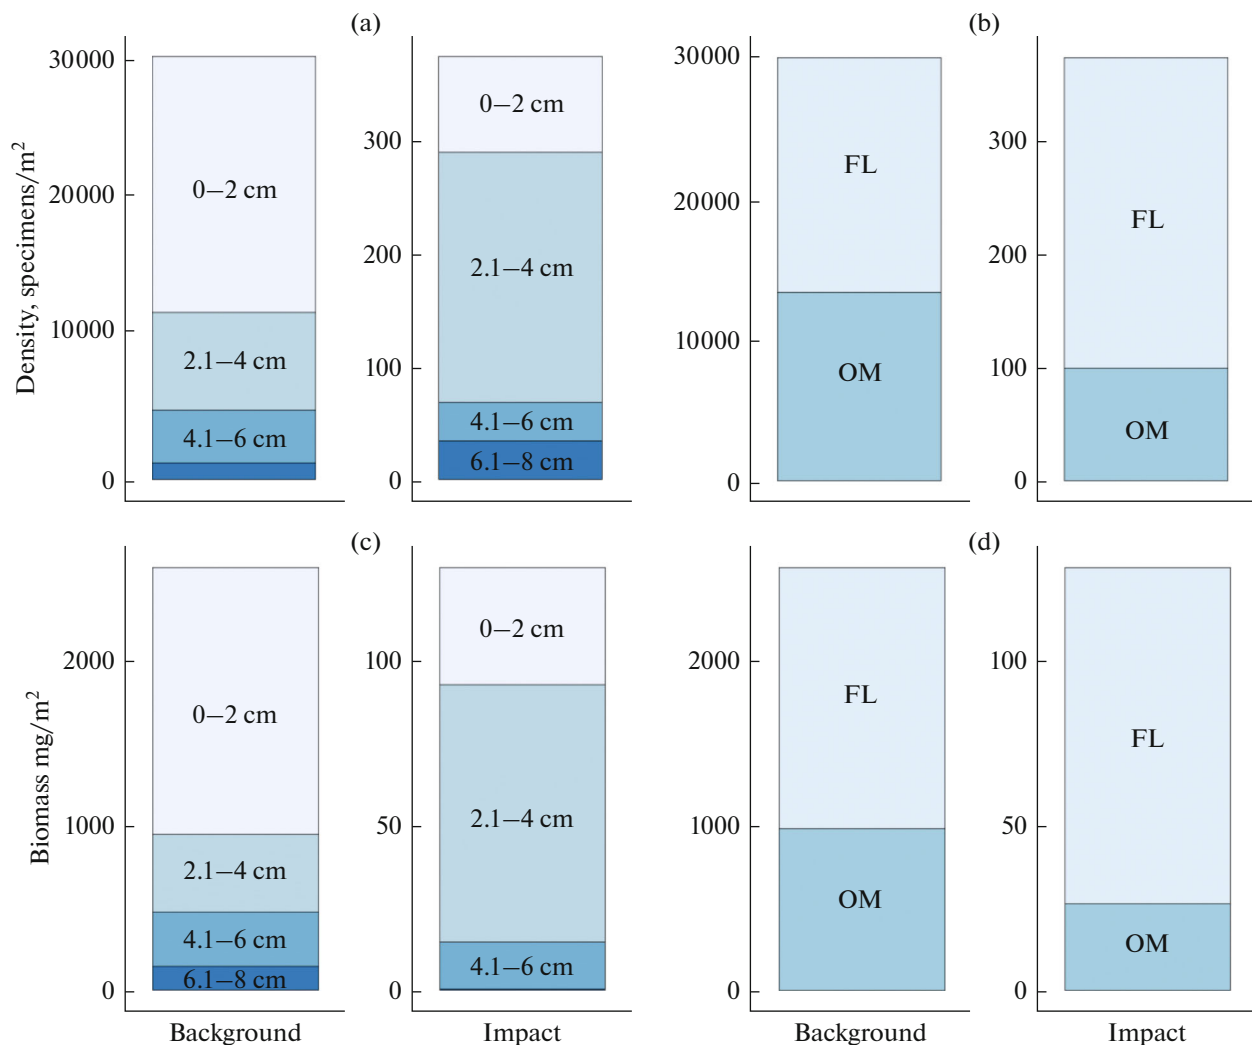 (a)
(b)
Density, specimens/m²
30000
20000
10000
0
0–2 cm
2.1–4 cm
4.1–6 cm
300
200
100
0
0–2 cm
2.1–4 cm
4.1–6 cm
6.1–8 cm
30000
20000
10000
0
FL
OM
300
200
100
0
FL
OM
(c)
(d)
Biomass mg/m²
2000
1000
0
0–2 cm
2.1–4 cm
4.1–6 cm
6.1–8 cm
100
50
0
0–2 cm
2.1–4 cm
4.1–6 cm
2000
1000
0
FL
OM
100
50
0
FL
OM
Background
Impact
Background
Impact